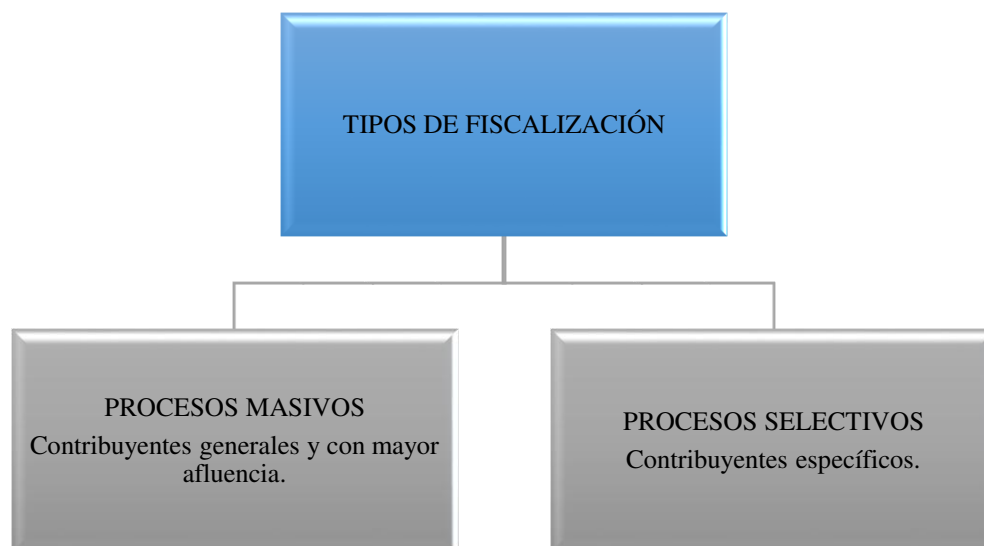 TIPOS DE FISCALIZACIÓN
PROCESOS MASIVOS
Contribuyentes generales y con mayor
afluencia.
PROCESOS SELECTIVOS
Contribuyentes específicos.